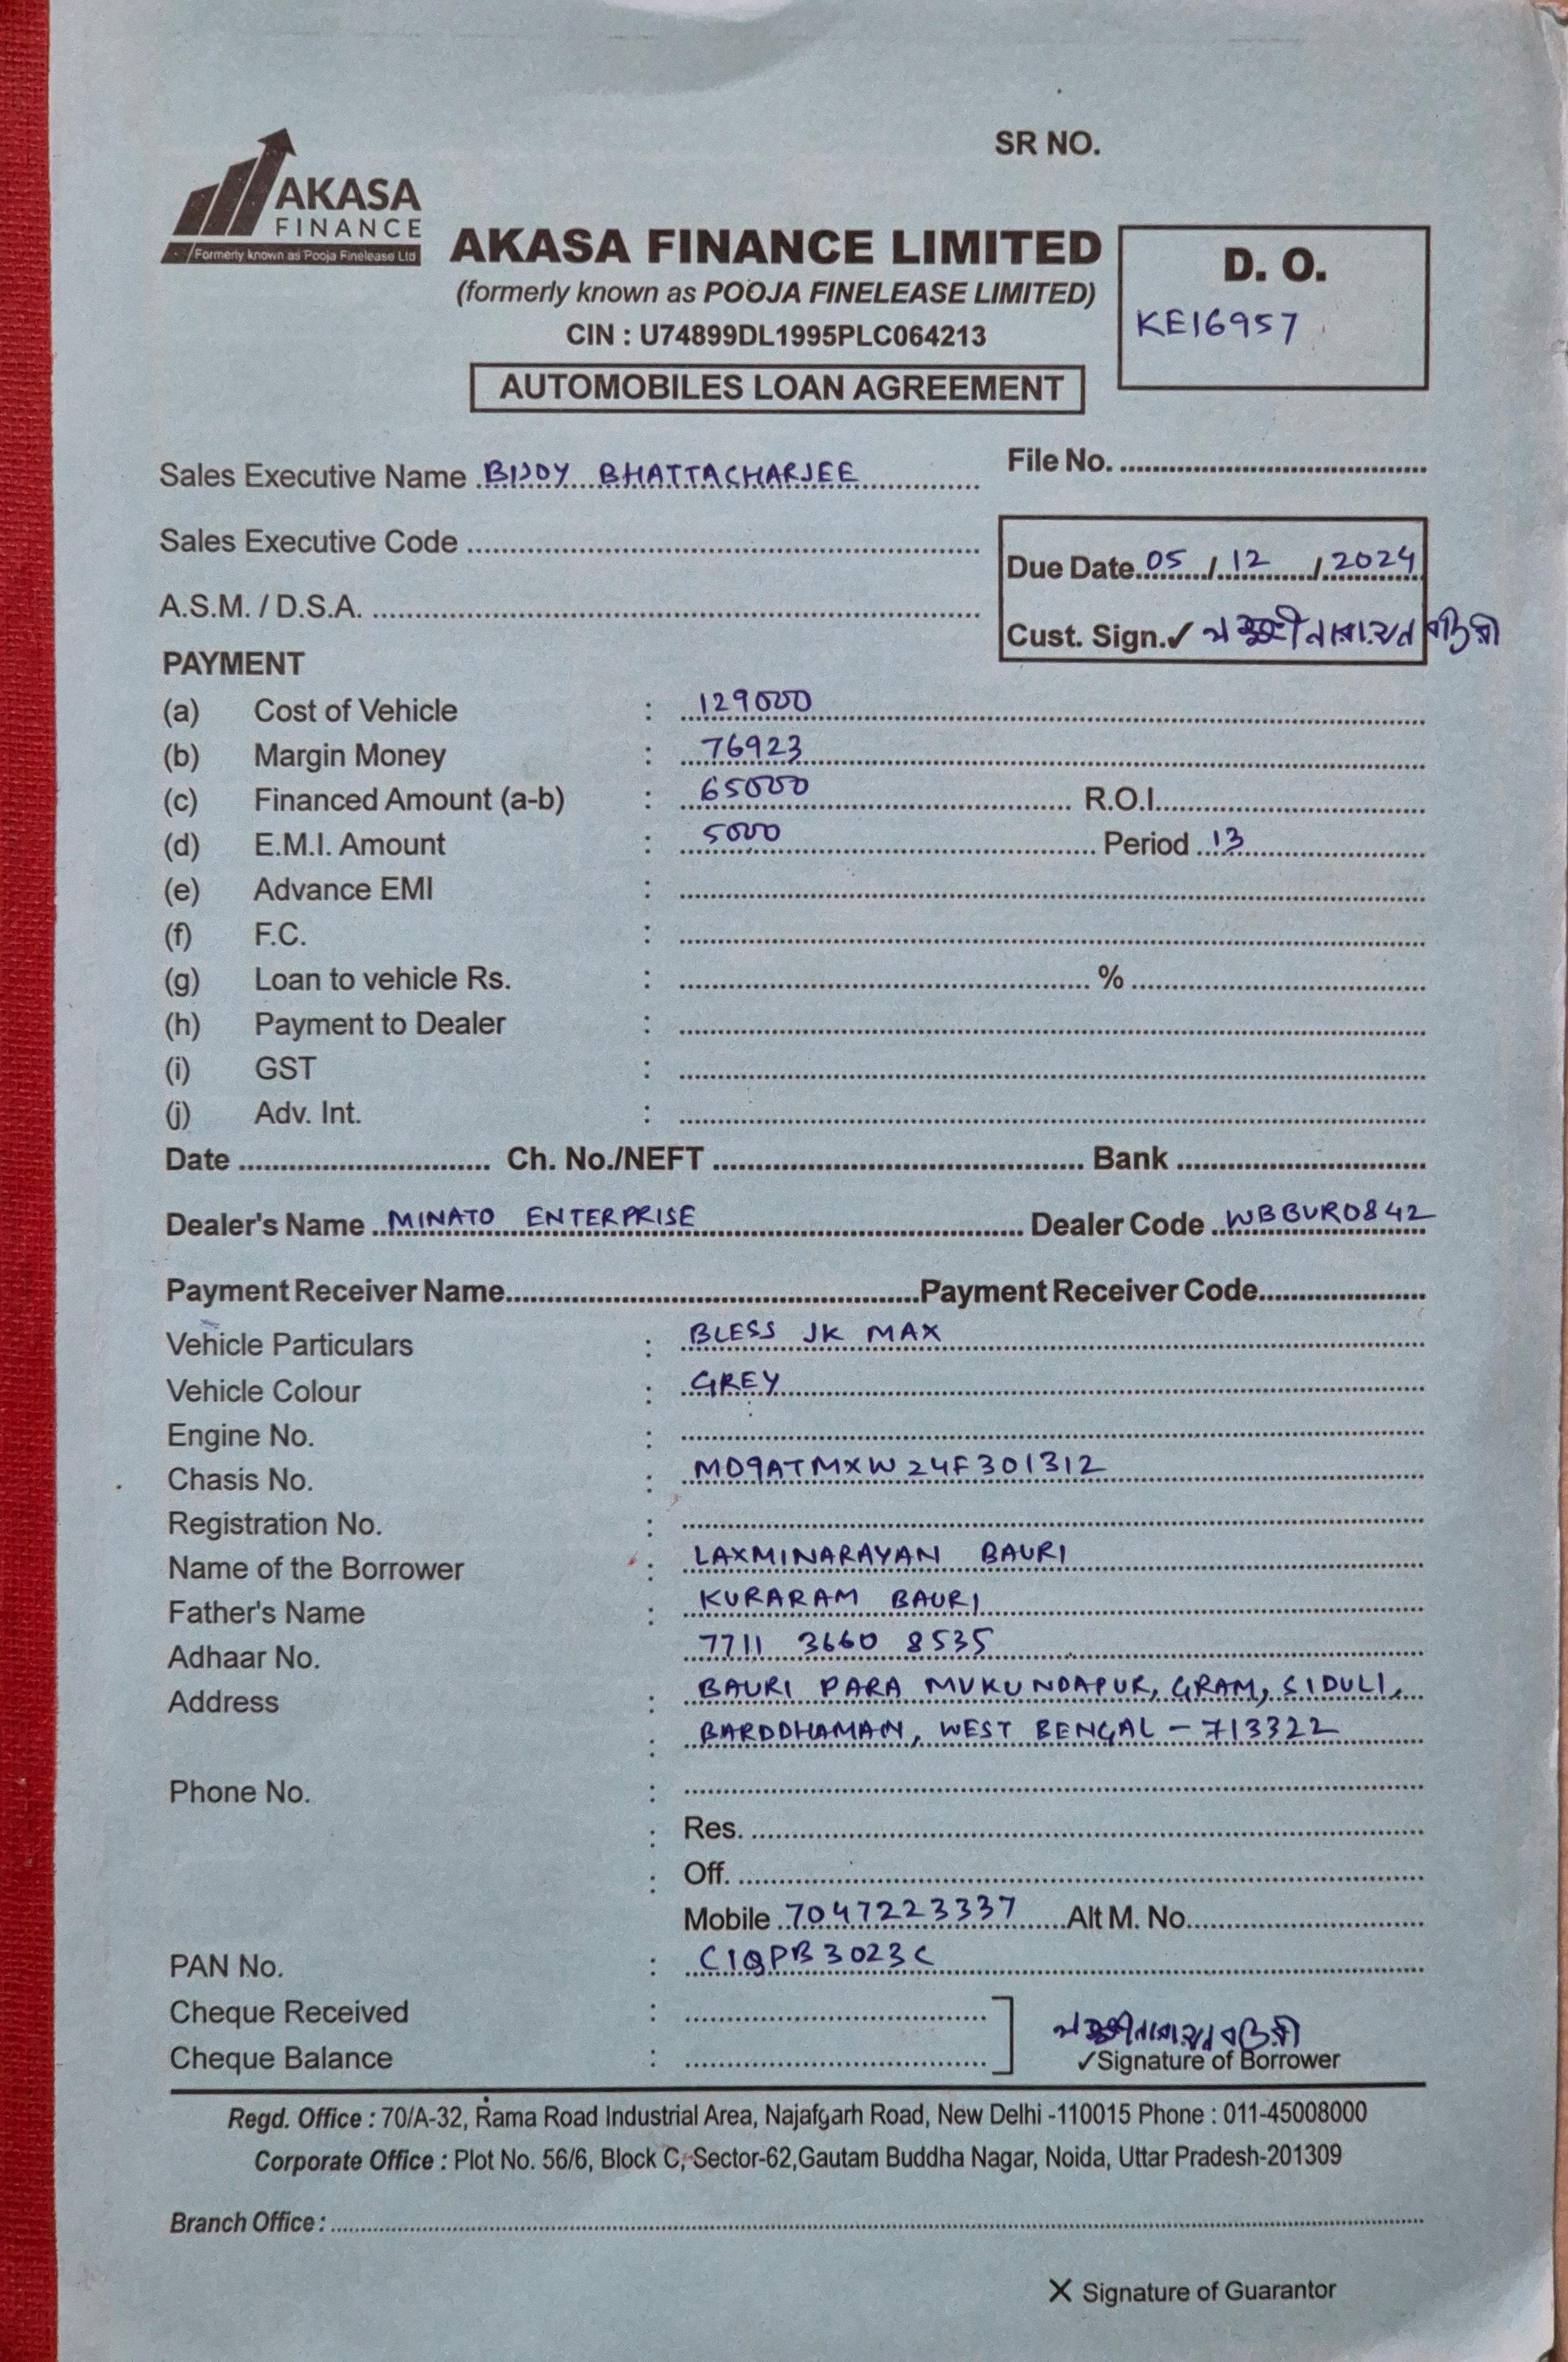 SR NO.
AKASA
FINANCE
Formerly known as Pooja Finelease Ltd
AKASA FINANCE LIMITED
(formerly known as POOJA FINELEASE LIMITED)
CIN : U74899DL1995PLC064213
D. O.
KE16957
AUTOMOBILES LOAN AGREEMENT
Sales Executive Name BIJOY BHATTACHARJEE
File No.
Sales Executive Code
Due Date 05 / 12 / 2024
A.S.M. / D.S.A.
Cust. Sign.✓
PAYMENT
(a) Cost of Vehicle : 129000
(b) Margin Money : 76923
(c) Financed Amount (a-b) : 65000 R.O.I.
(d) E.M.I. Amount : 5000 Period 13
(e) Advance EMI :
(f) F.C. :
(g) Loan to vehicle Rs. : %
(h) Payment to Dealer :
(i) GST :
(j) Adv. Int. :
Date Ch. No./NEFT Bank
Dealer's Name MINATO ENTERPRISE Dealer Code WBBUR0842
Payment Receiver Name Payment Receiver Code
Vehicle Particulars : BLESS JK MAX
Vehicle Colour : GREY
Engine No. :
Chasis No. : MD9ATMXW24F301312
Registration No. :
Name of the Borrower : LAXMINARAYAN BAURI
Father's Name : KURARAM BAURI
Adhaar No. 7711 3660 8535
Address : BAURI PARA MUKUNDAPUR, GRAM, SIDULI,
: BARDDHAMAN, WEST BENGAL - 713322
Phone No. :
: Res.
: Off.
Mobile 7047223337 Alt M. No.
PAN No. : CIQPB3023C
Cheque Received :
Cheque Balance :
✓Signature of Borrower
Regd. Office : 70/A-32, Rama Road Industrial Area, Najafgarh Road, New Delhi -110015 Phone : 011-45008000
Corporate Office : Plot No. 56/6, Block C, Sector-62,Gautam Buddha Nagar, Noida, Uttar Pradesh-201309
Branch Office :
X Signature of Guarantor